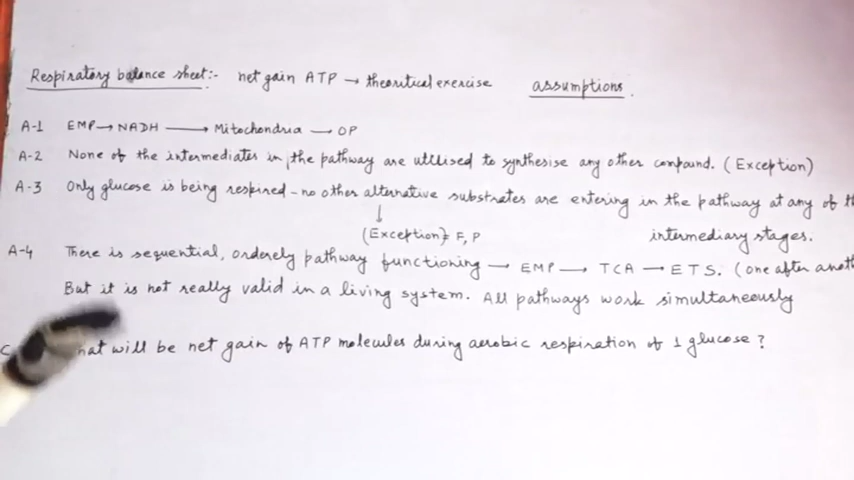 Respiratory balance sheet:- net gain ATP → theoritical exercise assumptions.
A-1 EMP → NADH → Mitochondria → OP
A-2 None of the intermediates in the pathway are utilised to synthesise any other compound. (Exception)
A-3 Only glucose is being respired - no other alternative substrates are entering in the pathway at any of
↓
(Exception) = F, P intermediary stages.
A-4 There is sequential, orderely pathway functioning → EMP → TCA → ETS. (one after
But it is not really valid in a living system. All pathways work simultaneously
will be net gain of ATP molecules during aerobic respiration of 1 glucose?